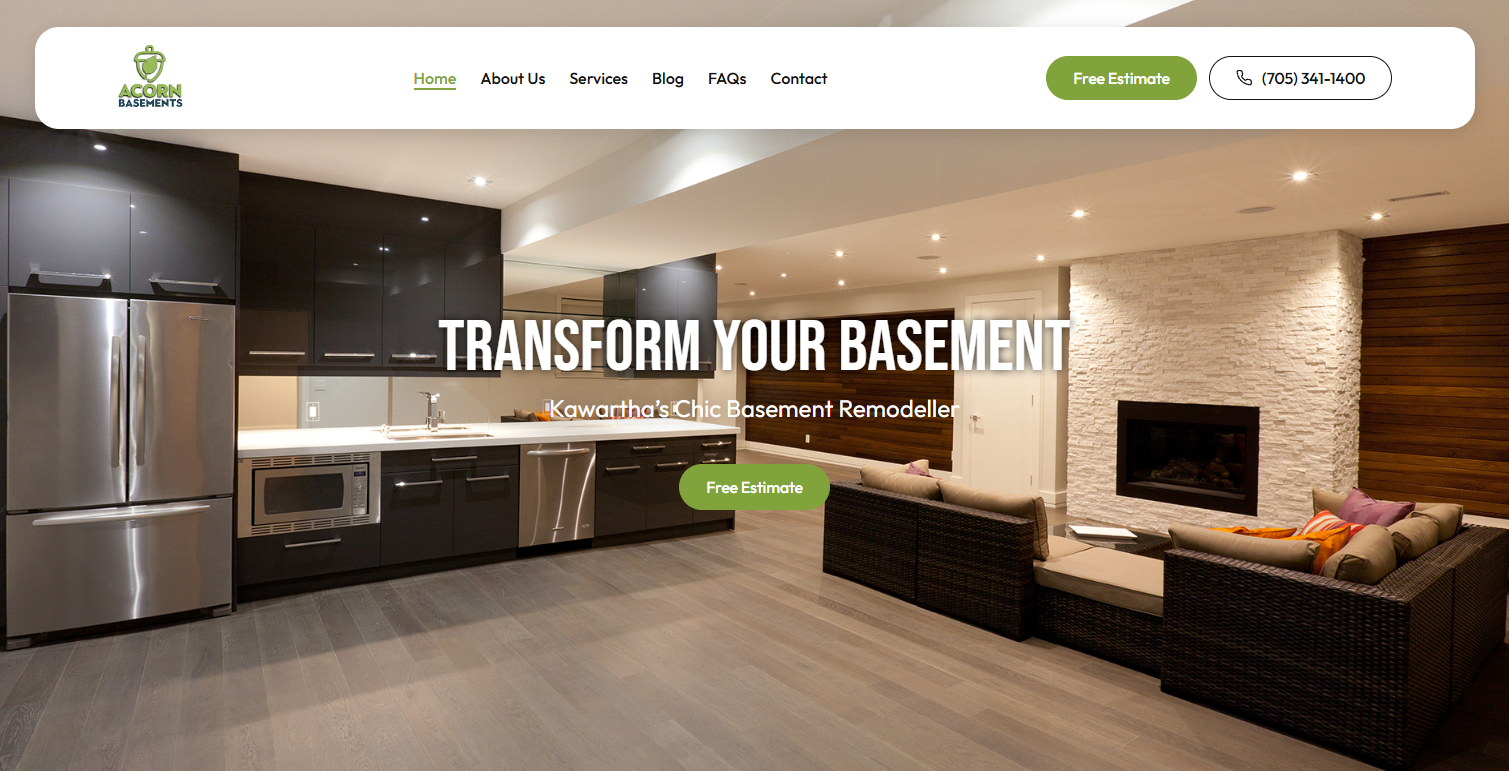 ACORN
BASEMENTS
Home
About Us
Services
Blog
FAQs
Contact
Free Estimate
(705) 341-1400
TRANSFORM YOUR BASEMENT
Kawartha's Chic Basement Remodeller
Free Estimate